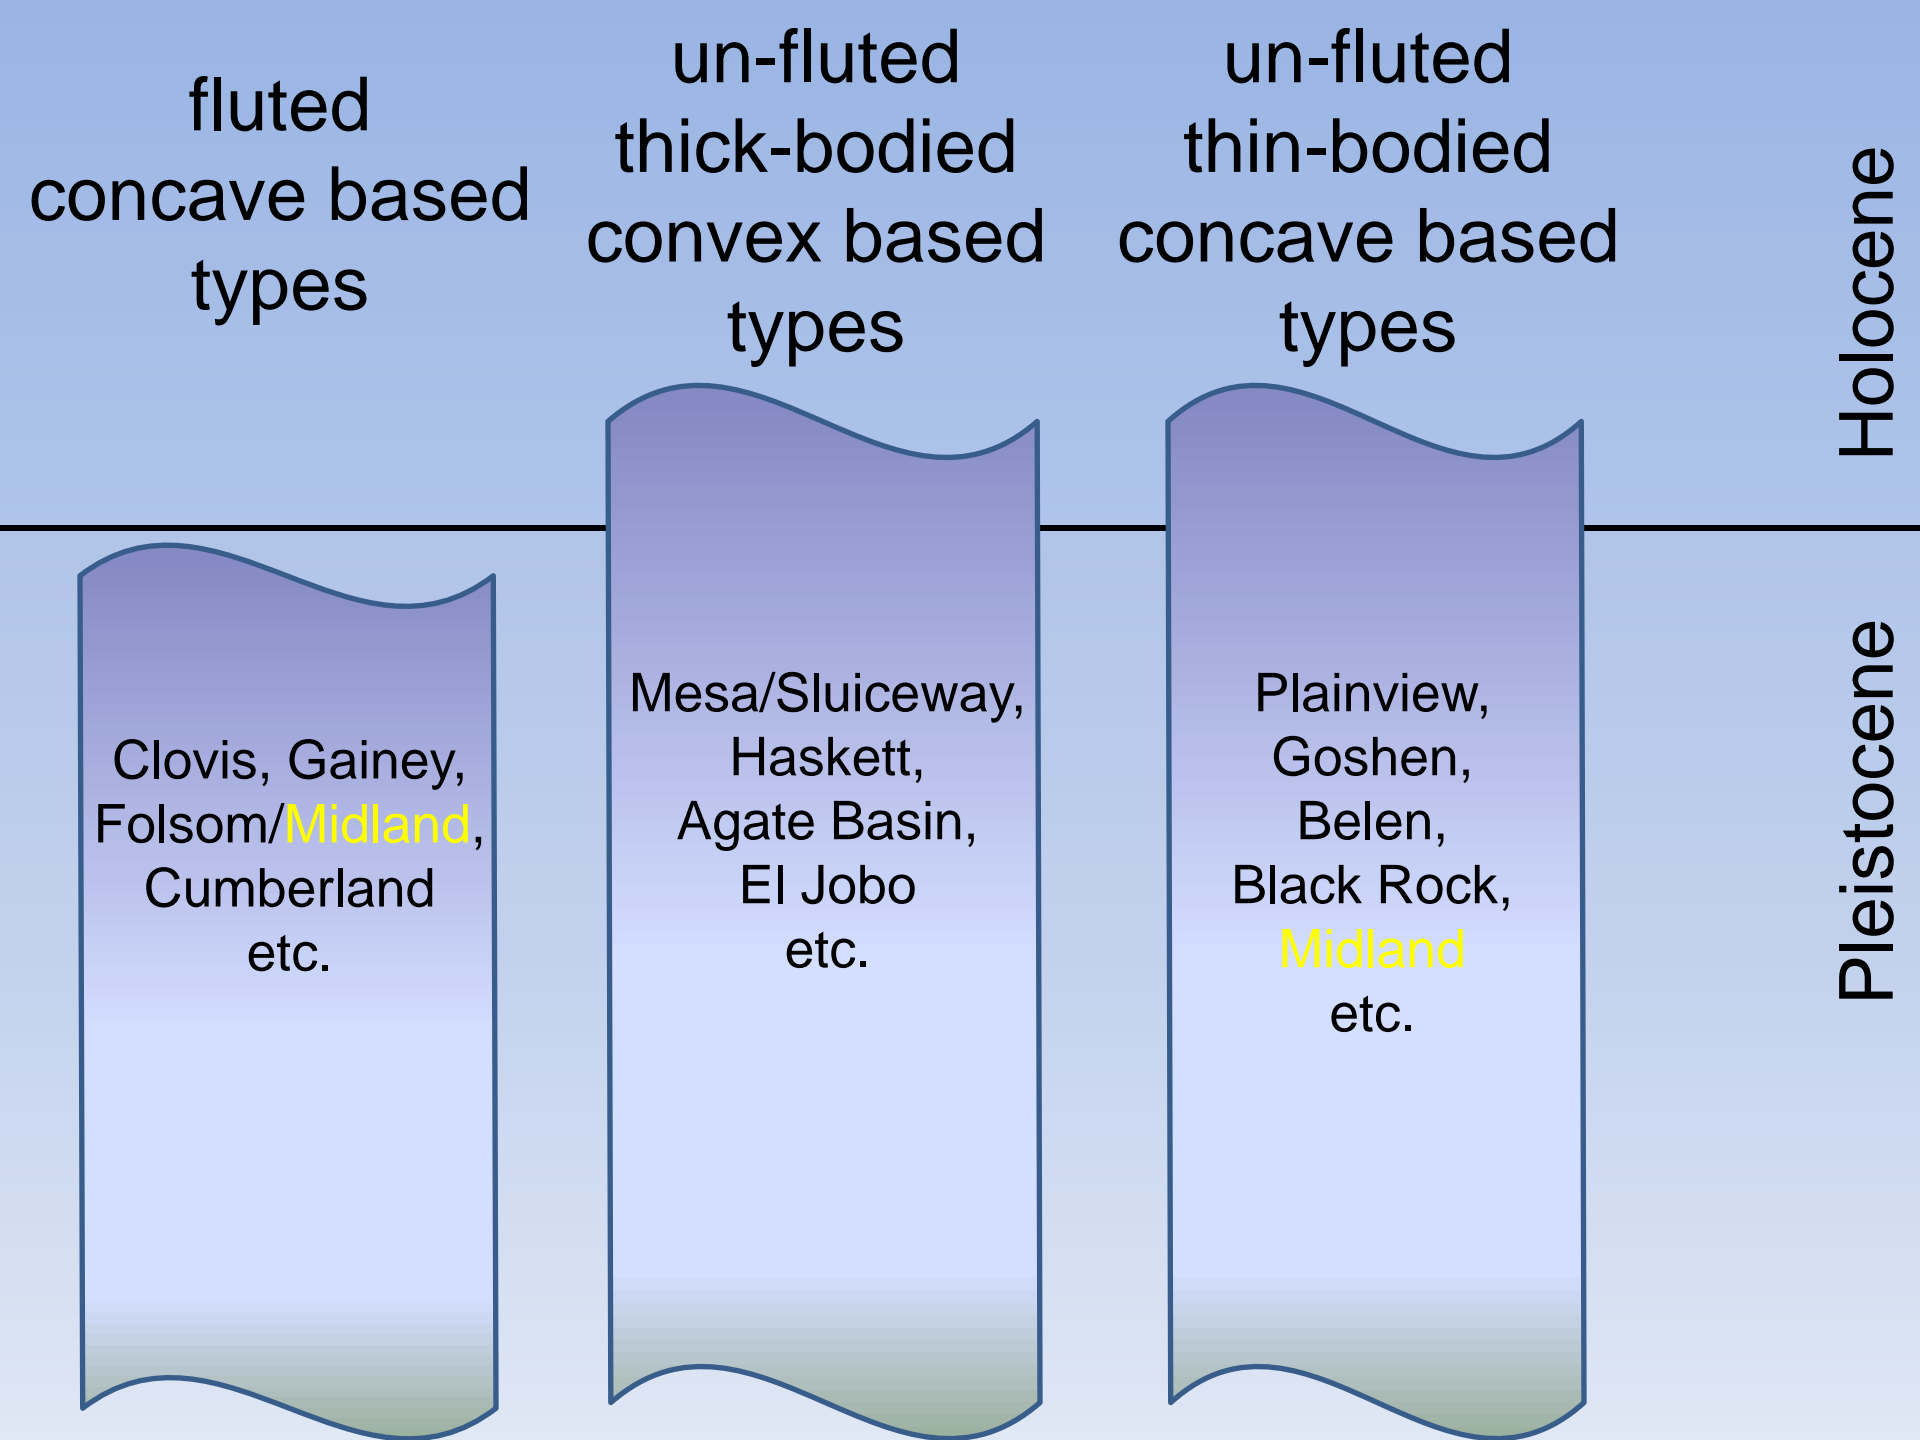 fluted
concave based
types
un-fluted
thick-bodied
convex based
types
un-fluted
thin-bodied
concave based
types
Holocene
Clovis, Gainey,
Folsom/Midland,
Cumberland
etc.
Mesa/Sluiceway,
Haskett,
Agate Basin,
El Jobo
etc.
Plainview,
Goshen,
Belen,
Black Rock,
Midland
etc.
Pleistocene